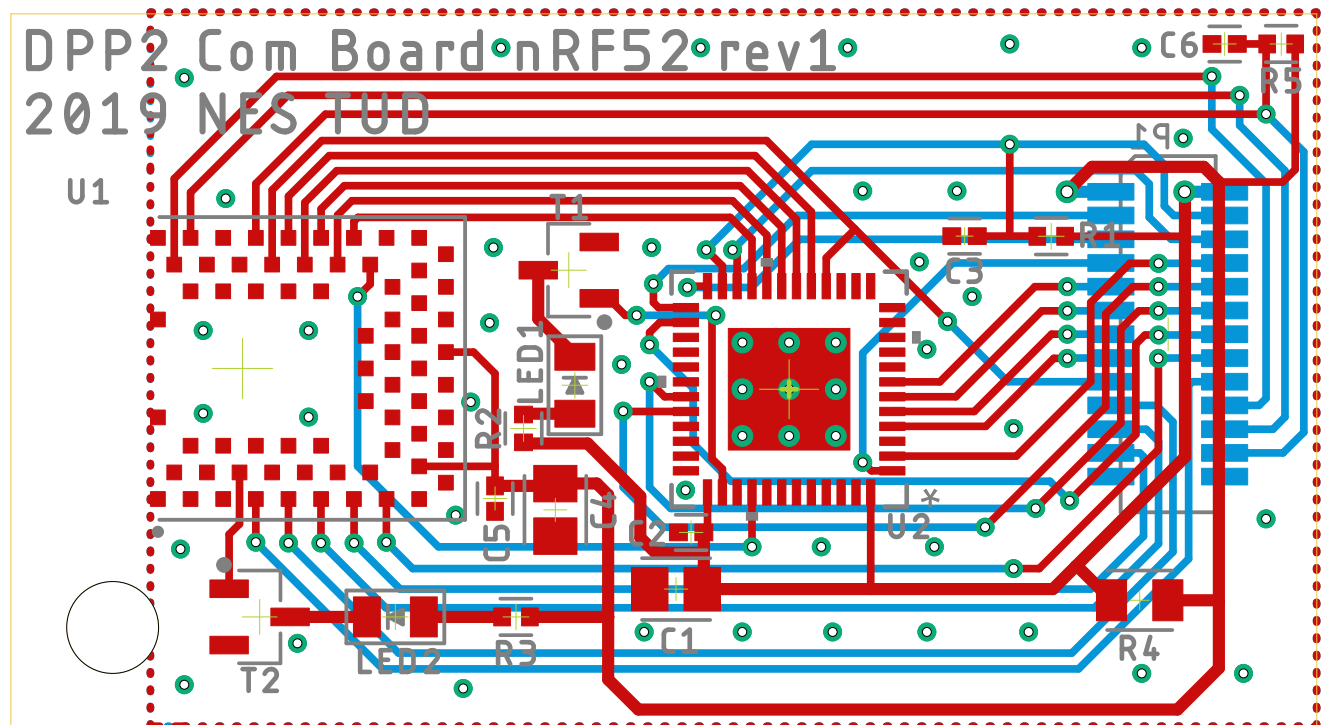 DPP2 Com Board nRF52 rev1
C6
R5
2019 NES TUD
P1
U1
T1
R1
C3
LED1
R2
C4
C5
C2
*
U2
C1
LED2
R3
R4
T2